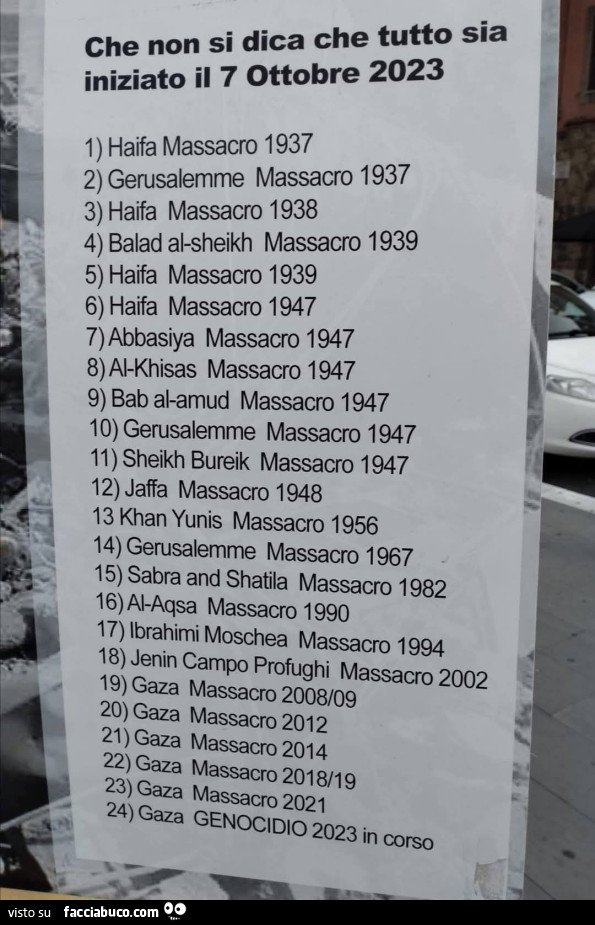 Che non si dica che tutto sia
iniziato il 7 Ottobre 2023
1) Haifa Massacro 1937
2) Gerusalemme Massacro 1937
3) Haifa Massacro 1938
4) Balad al-sheikh Massacro 1939
5) Haifa Massacro 1939
6) Haifa Massacro 1947
7) Abbasiya Massacro 1947
8) Al-Khisas Massacro 1947
9) Bab al-amud Massacro 1947
10) Gerusalemme Massacro 1947
11) Sheikh Bureik Massacro 1947
12) Jaffa Massacro 1948
13 Khan Yunis Massacro 1956
14) Gerusalemme Massacro 1967
15) Sabra and Shatila Massacro 1982
16) Al-Aqsa Massacro 1990
17) Ibrahimi Moschea Massacro 1994
18) Jenin Campo Profughi Massacro 2002
19) Gaza Massacro 2008/09
20) Gaza Massacro 2012
21) Gaza Massacro 2014
22) Gaza Massacro 2018/19
23) Gaza Massacro 2021
24) Gaza GENOCIDIO 2023 in corso
visto su facciabuco.com